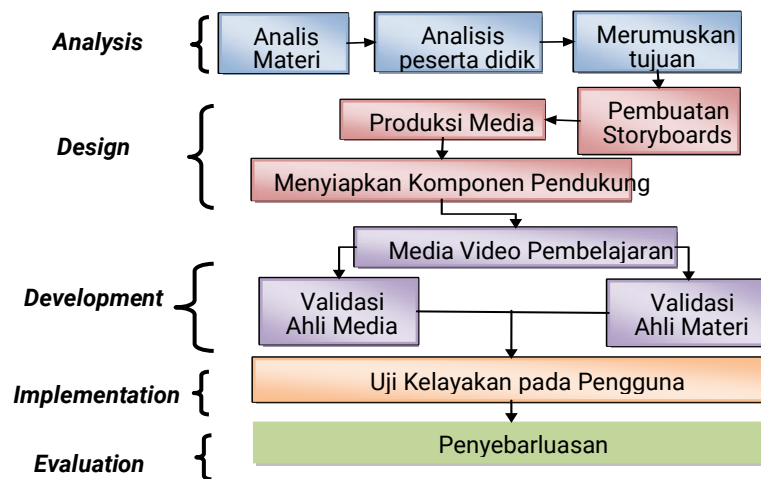 Analysis
Analis
Materi
Analisis
peserta didik
Merumuskan
tujuan
Design
Produksi Media
Pembuatan
Storyboards
Menyiapkan Komponen Pendukung
Media Video Pembelajaran
Development
Validasi
Ahli Media
Validasi
Ahli Materi
Implementation
Uji Kelayakan pada Pengguna
Evaluation
Penyebarluasan